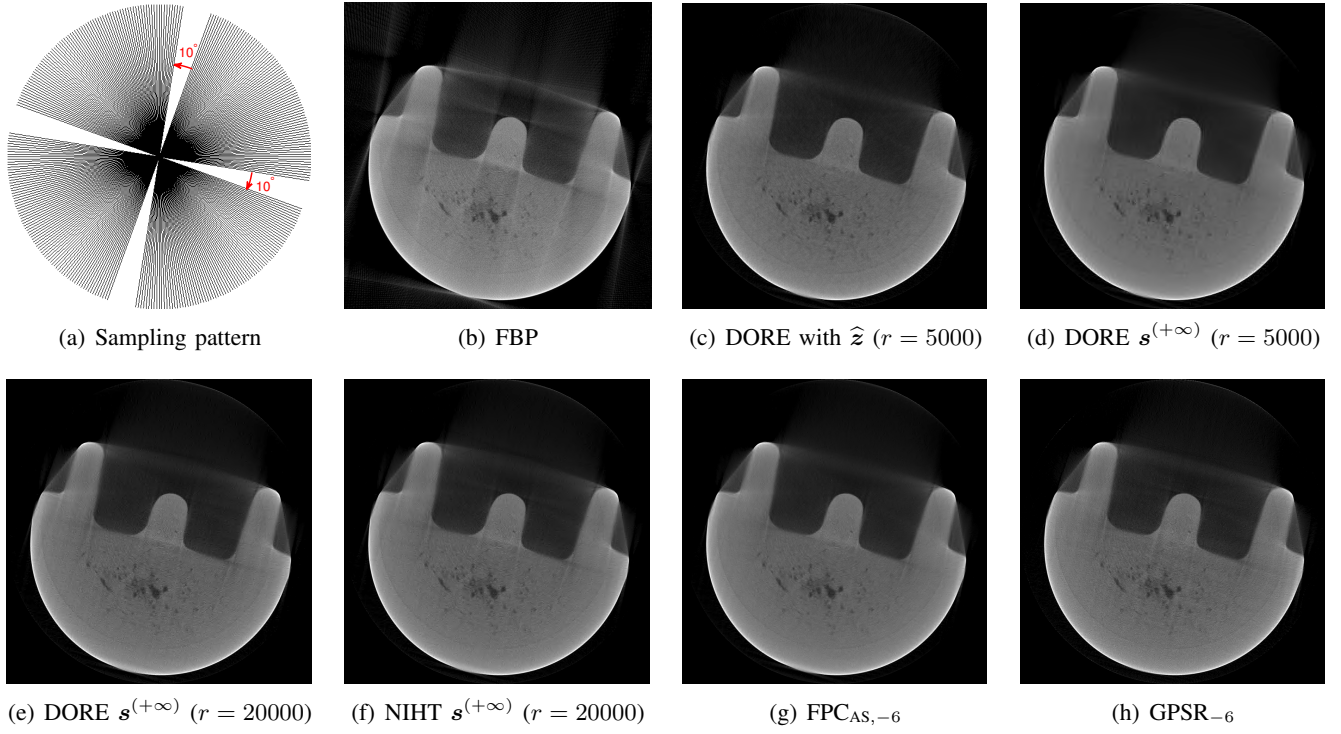 10°
10°
(a) Sampling pattern
(b) FBP
(c) DORE with ẑ (r = 5000)
(d) DORE s^(+∞) (r = 5000)
(e) DORE s^(+∞) (r = 20000)
(f) NIHT s^(+∞) (r = 20000)
(g) FPC_AS,−6
(h) GPSR_−6